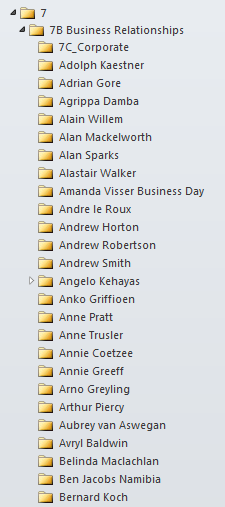 7
7B Business Relationships
7C_Corporate
Adolph Kaestner
Adrian Gore
Agrippa Damba
Alain Willem
Alan Mackelworth
Alan Sparks
Alastair Walker
Amanda Visser Business Day
Andre le Roux
Andrew Horton
Andrew Robertson
Andrew Smith
Angelo Kehayas
Anko Griffioen
Anne Pratt
Anne Trusler
Annie Coetzee
Annie Greeff
Arno Greyling
Arthur Piercy
Aubrey van Aswegan
Avryl Baldwin
Belinda Maclachlan
Ben Jacobs Namibia
Bernard Koch